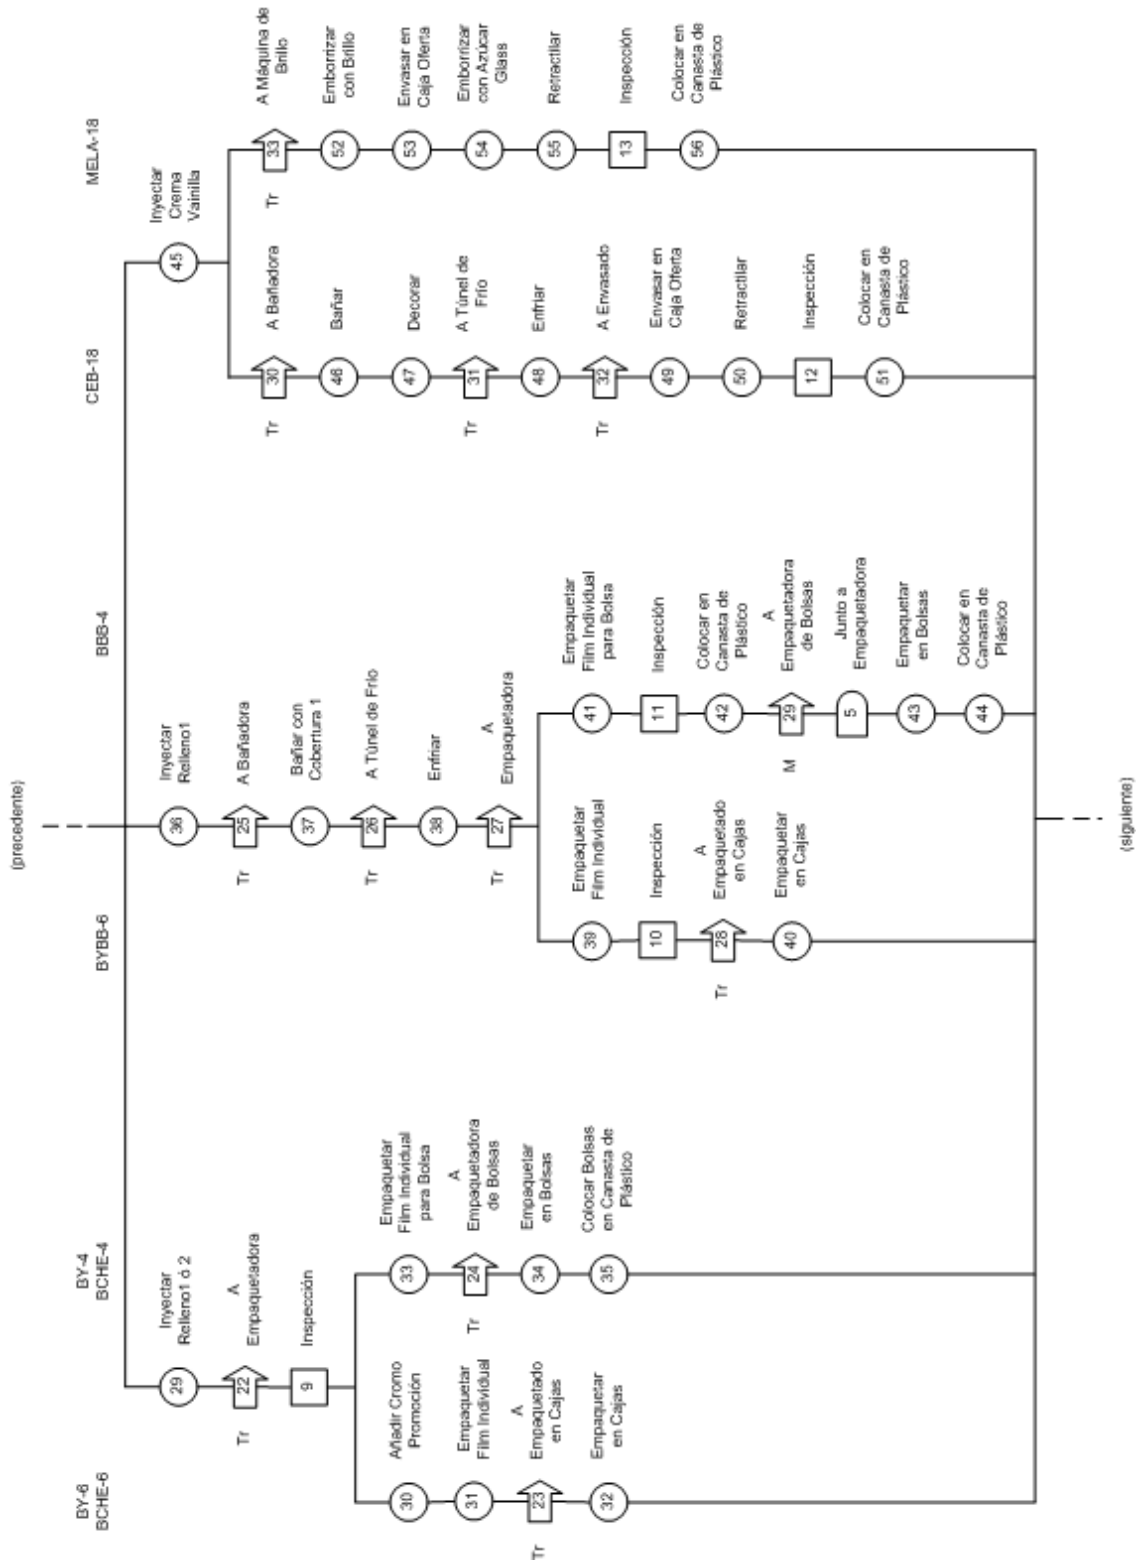 (precedente)
BY-6
BCHE-6
BY-4
BCHE-4
BYBB-6
BBB-4
CEB-18
MELA-18
29
Inyectar
Relleno1 ó 2
Tr
22
A
Empaquetadora
9
Inspección
30
Añadir Cromo
Promoción
31
Empaquetar
Film Individual
Tr
23
A
Empaquetado
en Cajas
32
Empaquetar
en Cajas
33
Empaquetar
Film Individual
para Bolsa
Tr
24
A
Empaquetadora
de Bolsas
34
Empaquetar
en Bolsas
35
Colocar Bolsas
en Canasta de
Plástico
36
Inyectar
Relleno1
Tr
25
A Bañadora
37
Bañar con
Cobertura 1
Tr
26
A Túnel de Frío
38
Enfriar
Tr
27
A
Empaquetadora
39
Empaquetar
Film Individual
10
Inspección
Tr
28
A
Empaquetado
en Cajas
40
Empaquetar
en Cajas
41
Empaquetar
Film Individual
para Bolsa
11
Inspección
42
Colocar en
Canasta de
Plástico
M
29
A
Empaquetadora
de Bolsas
5
Junto a
Empaquetadora
43
Empaquetar
en Bolsas
44
Colocar en
Canasta de
Plástico
45
Inyectar
Crema
Vainilla
Tr
30
A Bañadora
46
Bañar
47
Decorar
Tr
31
A Túnel de
Frío
48
Enfriar
Tr
32
A Envasado
49
Envasar en
Caja Oferta
50
Retractilar
12
Inspección
51
Colocar en
Canasta de
Plástico
Tr
33
A Máquina de
Brillo
52
Emborrizar
con Brillo
53
Envasar en
Caja Oferta
54
Emborrizar
con Azúcar
Glass
55
Retractilar
13
Inspección
56
Colocar en
Canasta de
Plástico
(siguiente)